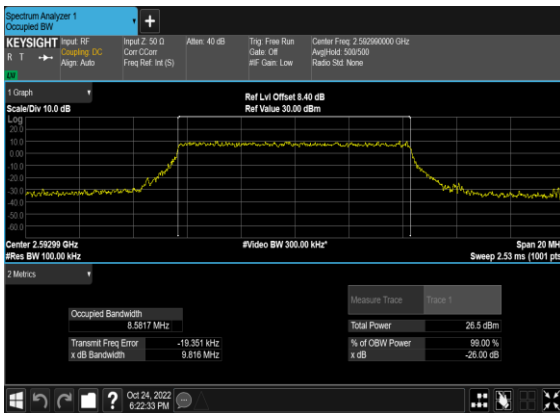 Spectrum Analyzer 1
Occupied BW
+
KEYSIGHT Input: RF Input Z: 50 Ω Atten: 40 dB Trig: Free Run Center Freq: 2.592990000 GHz
R T Coupling: DC Corr CCorr Gate: Off Avg|Hold: 500/500
Align: Auto Freq Ref: Int (S) #IF Gain: Low Radio Std: None
LV
1 Graph
Ref Lvl Offset 8.40 dB
Scale/Div 10.0 dB Ref Value 30.00 dBm
Log
20.0
10.0
0.00
-10.0
-20.0
-30.0
-40.0
-50.0
-60.0
Center 2.59299 GHz #Video BW 300.00 kHz* Span 20 MH
#Res BW 100.00 kHz Sweep 2.53 ms (1001 pts
2 Metrics
Measure Trace Trace 1
Occupied Bandwidth
8.5817 MHz Total Power 26.5 dBm
Transmit Freq Error -19.351 kHz % of OBW Power 99.00 %
x dB Bandwidth 9.816 MHz x dB -26.00 dB
? Oct 24, 2022
6:22:33 PM